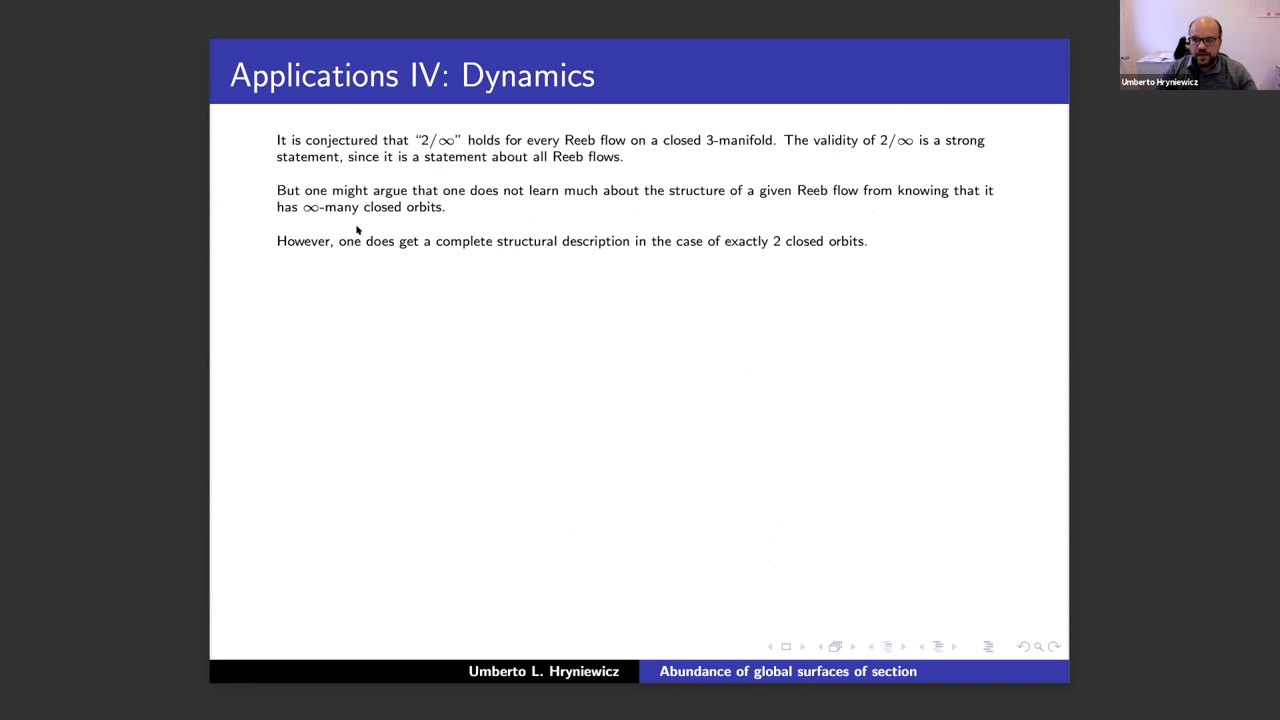 Applications IV: Dynamics
Umberto Hryniewicz
It is conjectured that “2/∞” holds for every Reeb flow on a closed 3-manifold. The validity of 2/∞ is a strong
statement, since it is a statement about all Reeb flows.
But one might argue that one does not learn much about the structure of a given Reeb flow from knowing that it
has ∞-many closed orbits.
However, one does get a complete structural description in the case of exactly 2 closed orbits.
Umberto L. Hryniewicz
Abundance of global surfaces of section